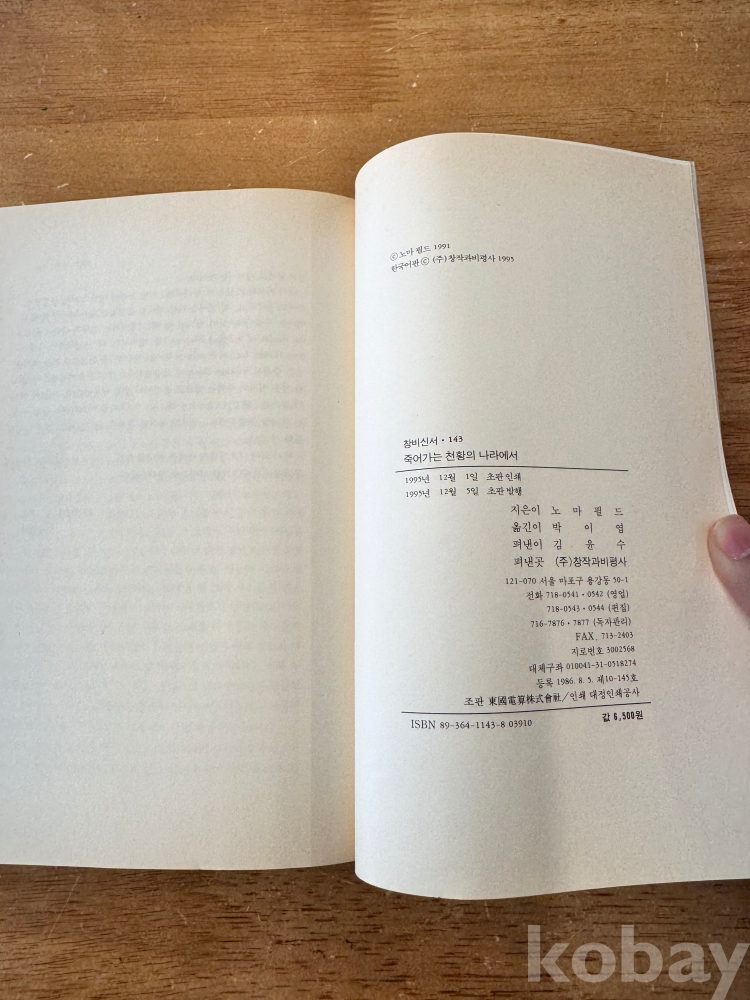 ⓒ 노마 필드 1991
한국어판 ⓒ (주) 창작과비평사 1995
창비신서 · 143
죽어가는 천황의 나라에서
1995년 12월 1일 초판 인쇄
1995년 12월 5일 초판 발행
지은이 노 마 필 드
옮긴이 박 이 엽
펴낸이 김 윤 수
펴낸곳 (주)창작과비평사
121-070 서울 마포구 용강동 50-1
전화 718-0541 · 0542 (영업)
718-0543 · 0544 (편집)
716-7876 · 7877 (독자관리)
FAX. 713-2403
지로번호 3002568
대체구좌 010041-31-0518274
등록 1986. 8. 5. 제10-145호
조판 東國電算株式會社/인쇄 대정인쇄공사
ISBN 89-364-1143-8 03910
값 6,500원
kobay